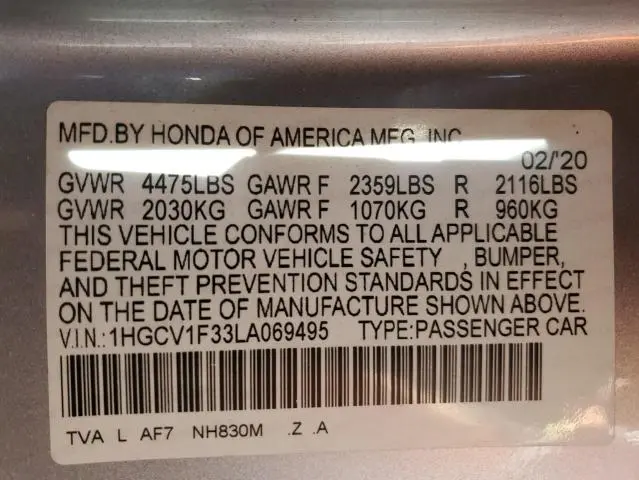 MFD.BY HONDA OF AMERICA MFG. INC
02/'20
GVWR 4475LBS GAWR F 2359LBS R 2116LBS
GVWR 2030KG GAWR F 1070KG R 960KG
THIS VEHICLE CONFORMS TO ALL APPLICABLE
FEDERAL MOTOR VEHICLE SAFETY , BUMPER,
AND THEFT PREVENTION STANDARDS IN EFFECT
ON THE DATE OF MANUFACTURE SHOWN ABOVE.
V.I.N.:1HGCV1F33LA069495 TYPE:PASSENGER CAR
TVA L AF7 NH830M .Z .A